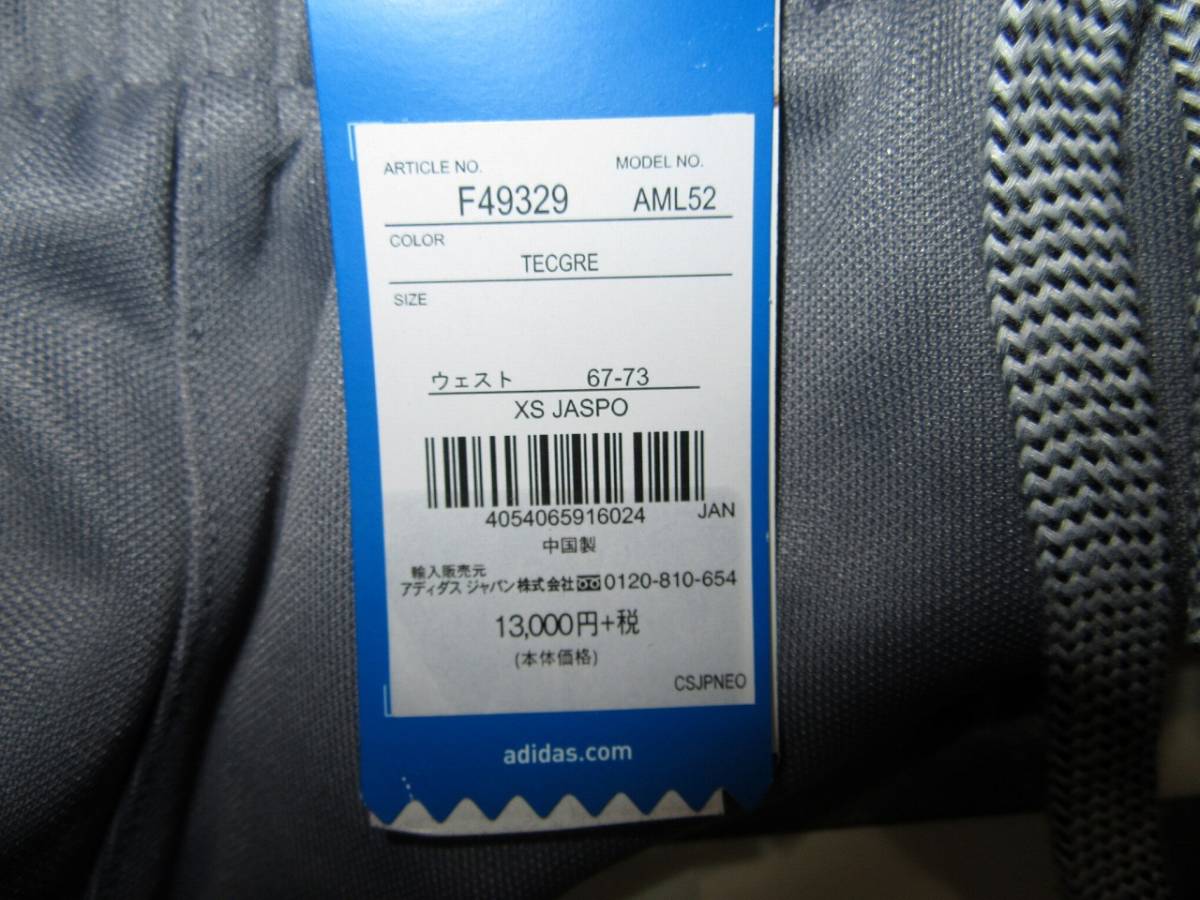 ARTICLE NO. MODEL NO.
F49329 AML52
COLOR
TECGRE
SIZE
ウェスト 67-73
XS JASPO
4054065916024 JAN
中国製
輸入販売元
アディダス ジャパン株式会社 0120-810-654
13,000円+税
(本体価格)
CSJPNEO
adidas.com